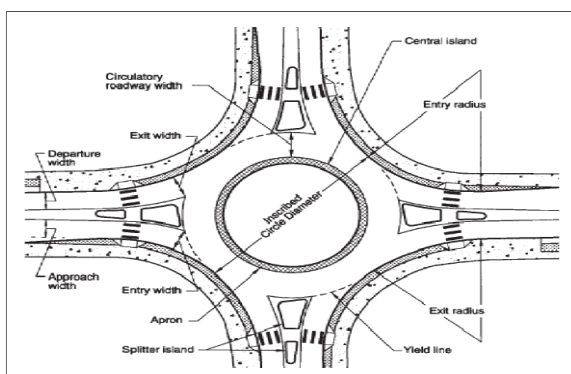 Central island
Circulatory
roadway width
Entry radius
Exit width
Departure
width
Inscribed
Circle Diameter
Approach
width
Entry width
Apron
Exit radius
Splitter island
Yield line